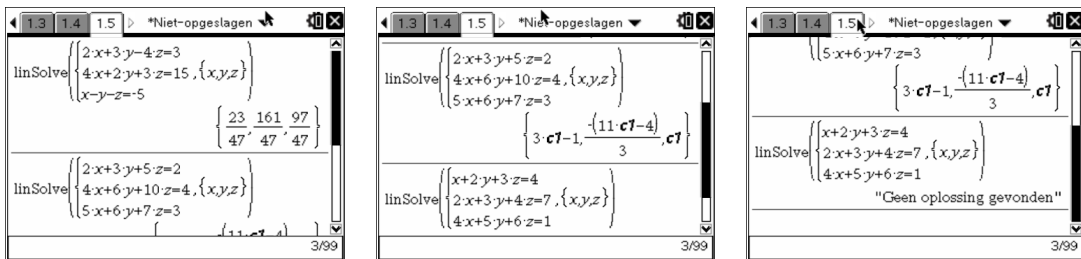 1.3 1.4 1.5 *Niet-opgeslagen
linSolve({2·x+3·y-4·z=3
4·x+2·y+3·z=15 ,{x,y,z})
x-y-z=-5
{23/47, 161/47, 97/47}
linSolve({2·x+3·y+5·z=2
4·x+6·y+10·z=4 ,{x,y,z})
5·x+6·y+7·z=3
3/99
1.3 1.4 1.5 *Niet-opgeslagen
linSolve({2·x+3·y+5·z=2
4·x+6·y+10·z=4 ,{x,y,z})
5·x+6·y+7·z=3
{3·c1-1, -(11·c1-4)/3, c1}
linSolve({x+2·y+3·z=4
2·x+3·y+4·z=7 ,{x,y,z})
4·x+5·y+6·z=1
3/99
1.3 1.4 1.5 *Niet-opgeslagen
5·x+6·y+7·z=3
{3·c1-1, -(11·c1-4)/3, c1}
linSolve({x+2·y+3·z=4
2·x+3·y+4·z=7 ,{x,y,z})
4·x+5·y+6·z=1
"Geen oplossing gevonden"
3/99